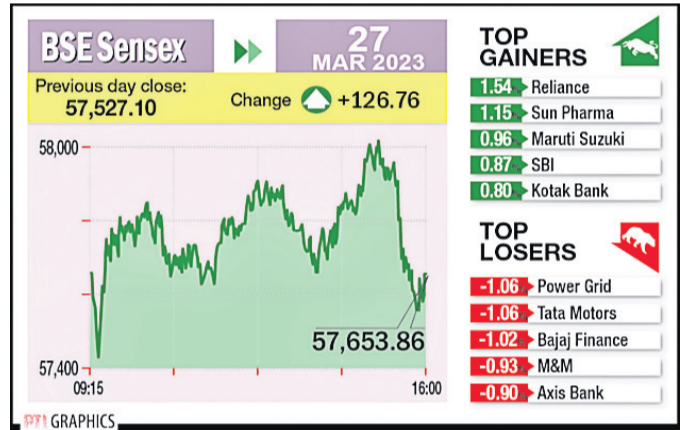 BSE Sensex
27
MAR 2023
Previous day close:
57,527.10
Change +126.76
58,000
57,653.86
57,400
09:15
16:00
TOP
GAINERS
1.54 Reliance
1.15 Sun Pharma
0.96 Maruti Suzuki
0.87 SBI
0.80 Kotak Bank
TOP
LOSERS
-1.06 Power Grid
-1.06 Tata Motors
-1.02 Bajaj Finance
-0.93 M&M
-0.90 Axis Bank
PTI GRAPHICS